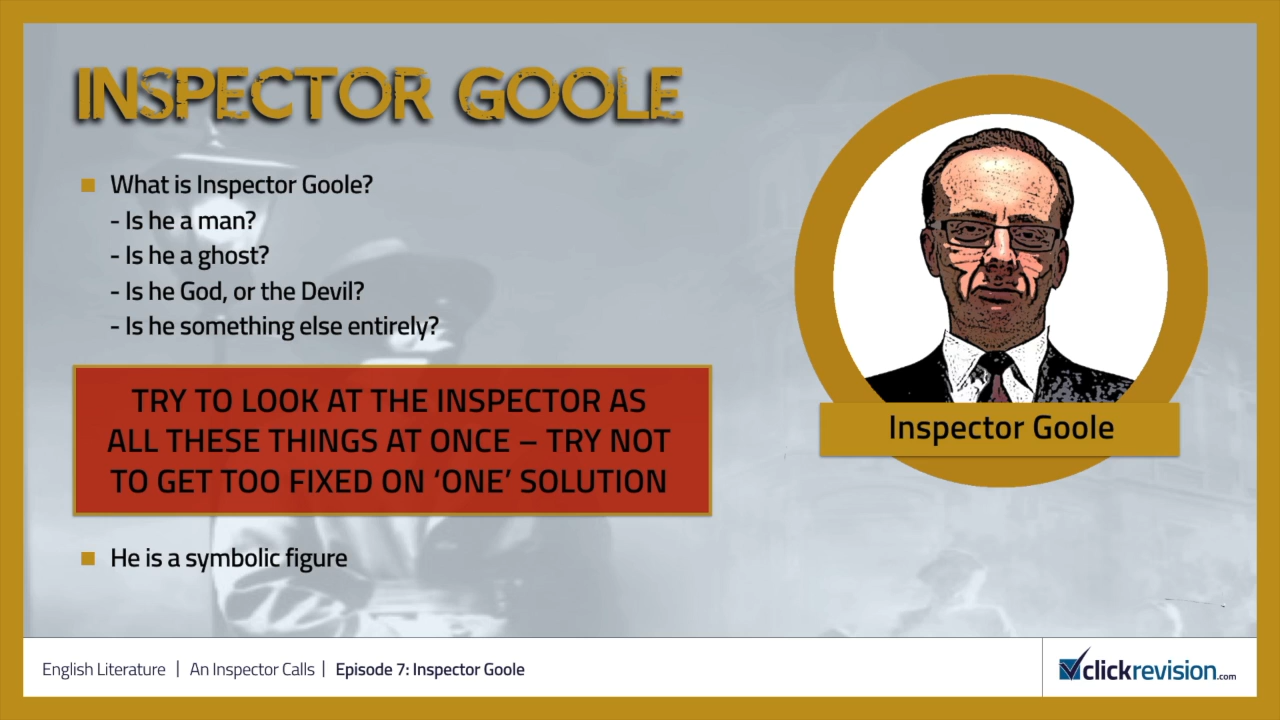 INSPECTOR GOOLE
What is Inspector Goole?
- Is he a man?
- Is he a ghost?
- Is he God, or the Devil?
- Is he something else entirely?
TRY TO LOOK AT THE INSPECTOR AS
ALL THESE THINGS AT ONCE – TRY NOT
TO GET TOO FIXED ON ‘ONE’ SOLUTION
He is a symbolic figure
Inspector Goole
English Literature | An Inspector Calls | Episode 7: Inspector Goole
clickrevision.com